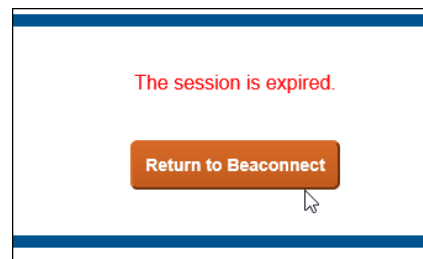 The session is expired.
Return to Beaconnect